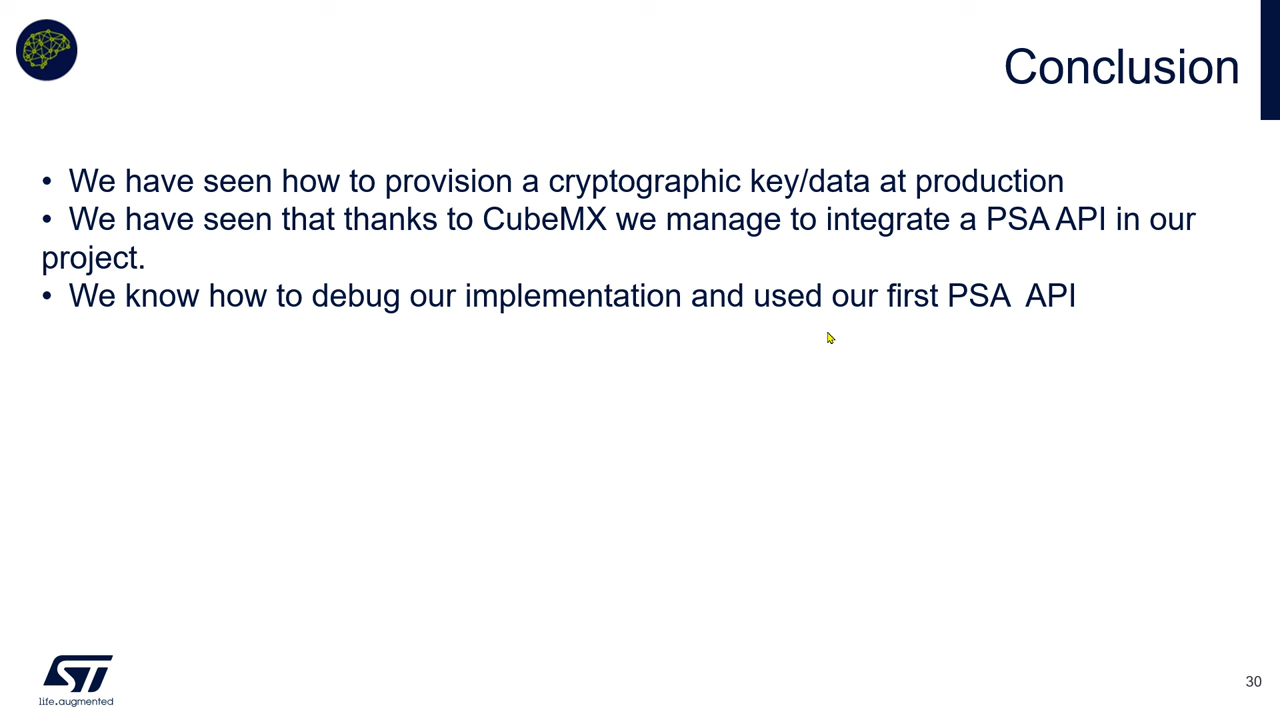 Conclusion
• We have seen how to provision a cryptographic key/data at production
• We have seen that thanks to CubeMX we manage to integrate a PSA API in our
project.
• We know how to debug our implementation and used our first PSA  API
ST
life.augmented
30